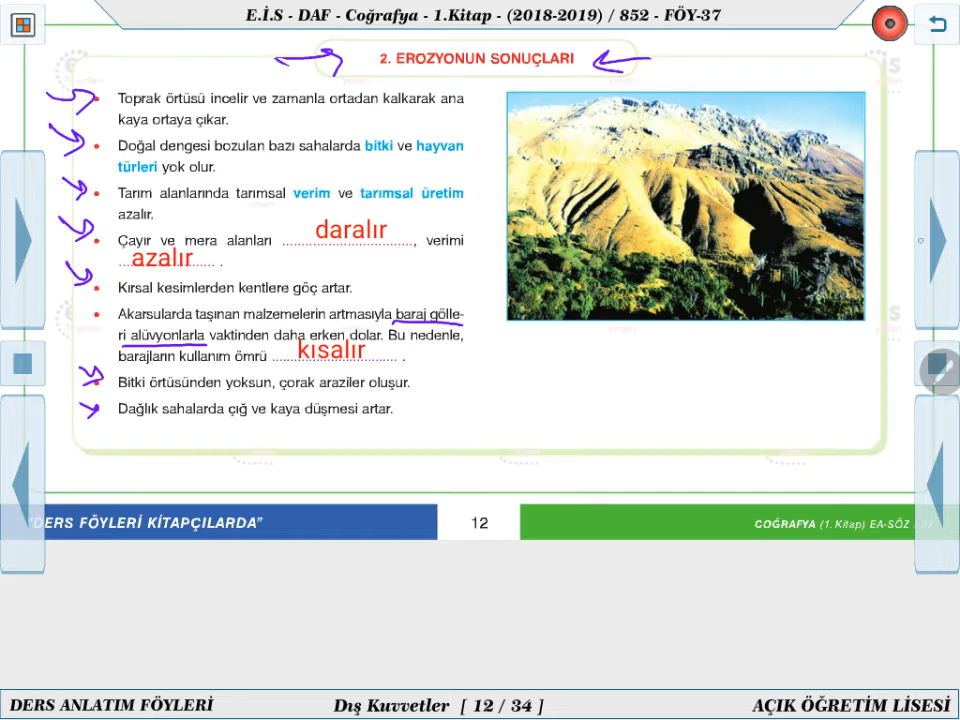 E.İ.S - DAF - Coğrafya - 1.Kitap - (2018-2019) / 852 - FÖY-37
2. EROZYONUN SONUÇLARI
• Toprak örtüsü incelir ve zamanla ortadan kalkarak ana
kaya ortaya çıkar.
• Doğal dengesi bozulan bazı sahalarda bitki ve hayvan
türleri yok olur.
• Tarım alanlarında tarımsal verim ve tarımsal üretim
azalır.
• Çayır ve mera alanları daralır, verimi
azalır.
• Kırsal kesimlerden kentlere göç artar.
• Akarsularda taşınan malzemelerin artmasıyla baraj gölle-
ri alüvyonlarla vaktinden daha erken dolar. Bu nedenle,
barajların kullanım ömrü kısalır.
• Bitki örtüsünden yoksun, çorak araziler oluşur.
• Dağlık sahalarda çığ ve kaya düşmesi artar.
"DERS FÖYLERİ KİTAPÇILARDA"
12
COĞRAFYA (1. Kitap) EA-SÖZ
DERS ANLATIM FÖYLERİ
Dış Kuvvetler [ 12 / 34 ]
AÇIK ÖĞRETİM LİSESİ